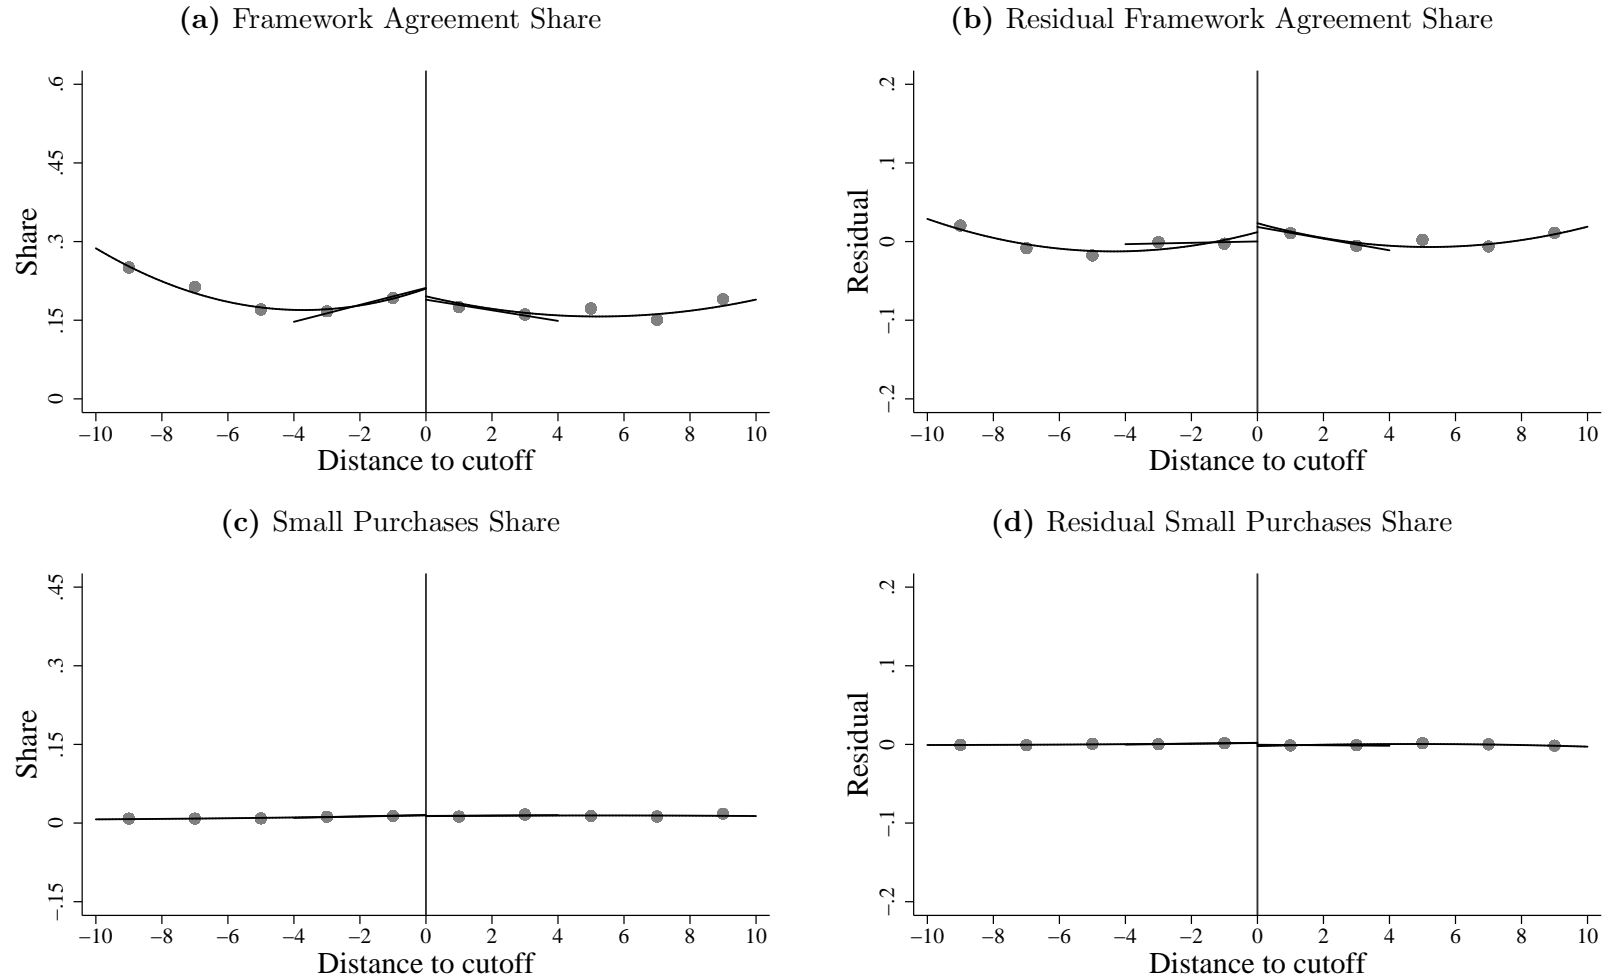 (a) Framework Agreement Share
Share
.6
.45
.3
.15
0
−10 −8 −6 −4 −2 0 2 4 6 8 10
Distance to cutoff
(b) Residual Framework Agreement Share
Residual
.2
.1
0
−.1
−.2
−10 −8 −6 −4 −2 0 2 4 6 8 10
Distance to cutoff
(c) Small Purchases Share
Share
.45
.3
.15
0
−.15
−10 −8 −6 −4 −2 0 2 4 6 8 10
Distance to cutoff
(d) Residual Small Purchases Share
Residual
.2
.1
0
−.1
−.2
−10 −8 −6 −4 −2 0 2 4 6 8 10
Distance to cutoff